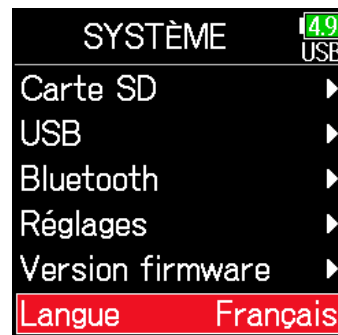 SYSTÈME
4.9
USB
Carte SD
USB
Bluetooth
Réglages
Version firmware
Langue Français